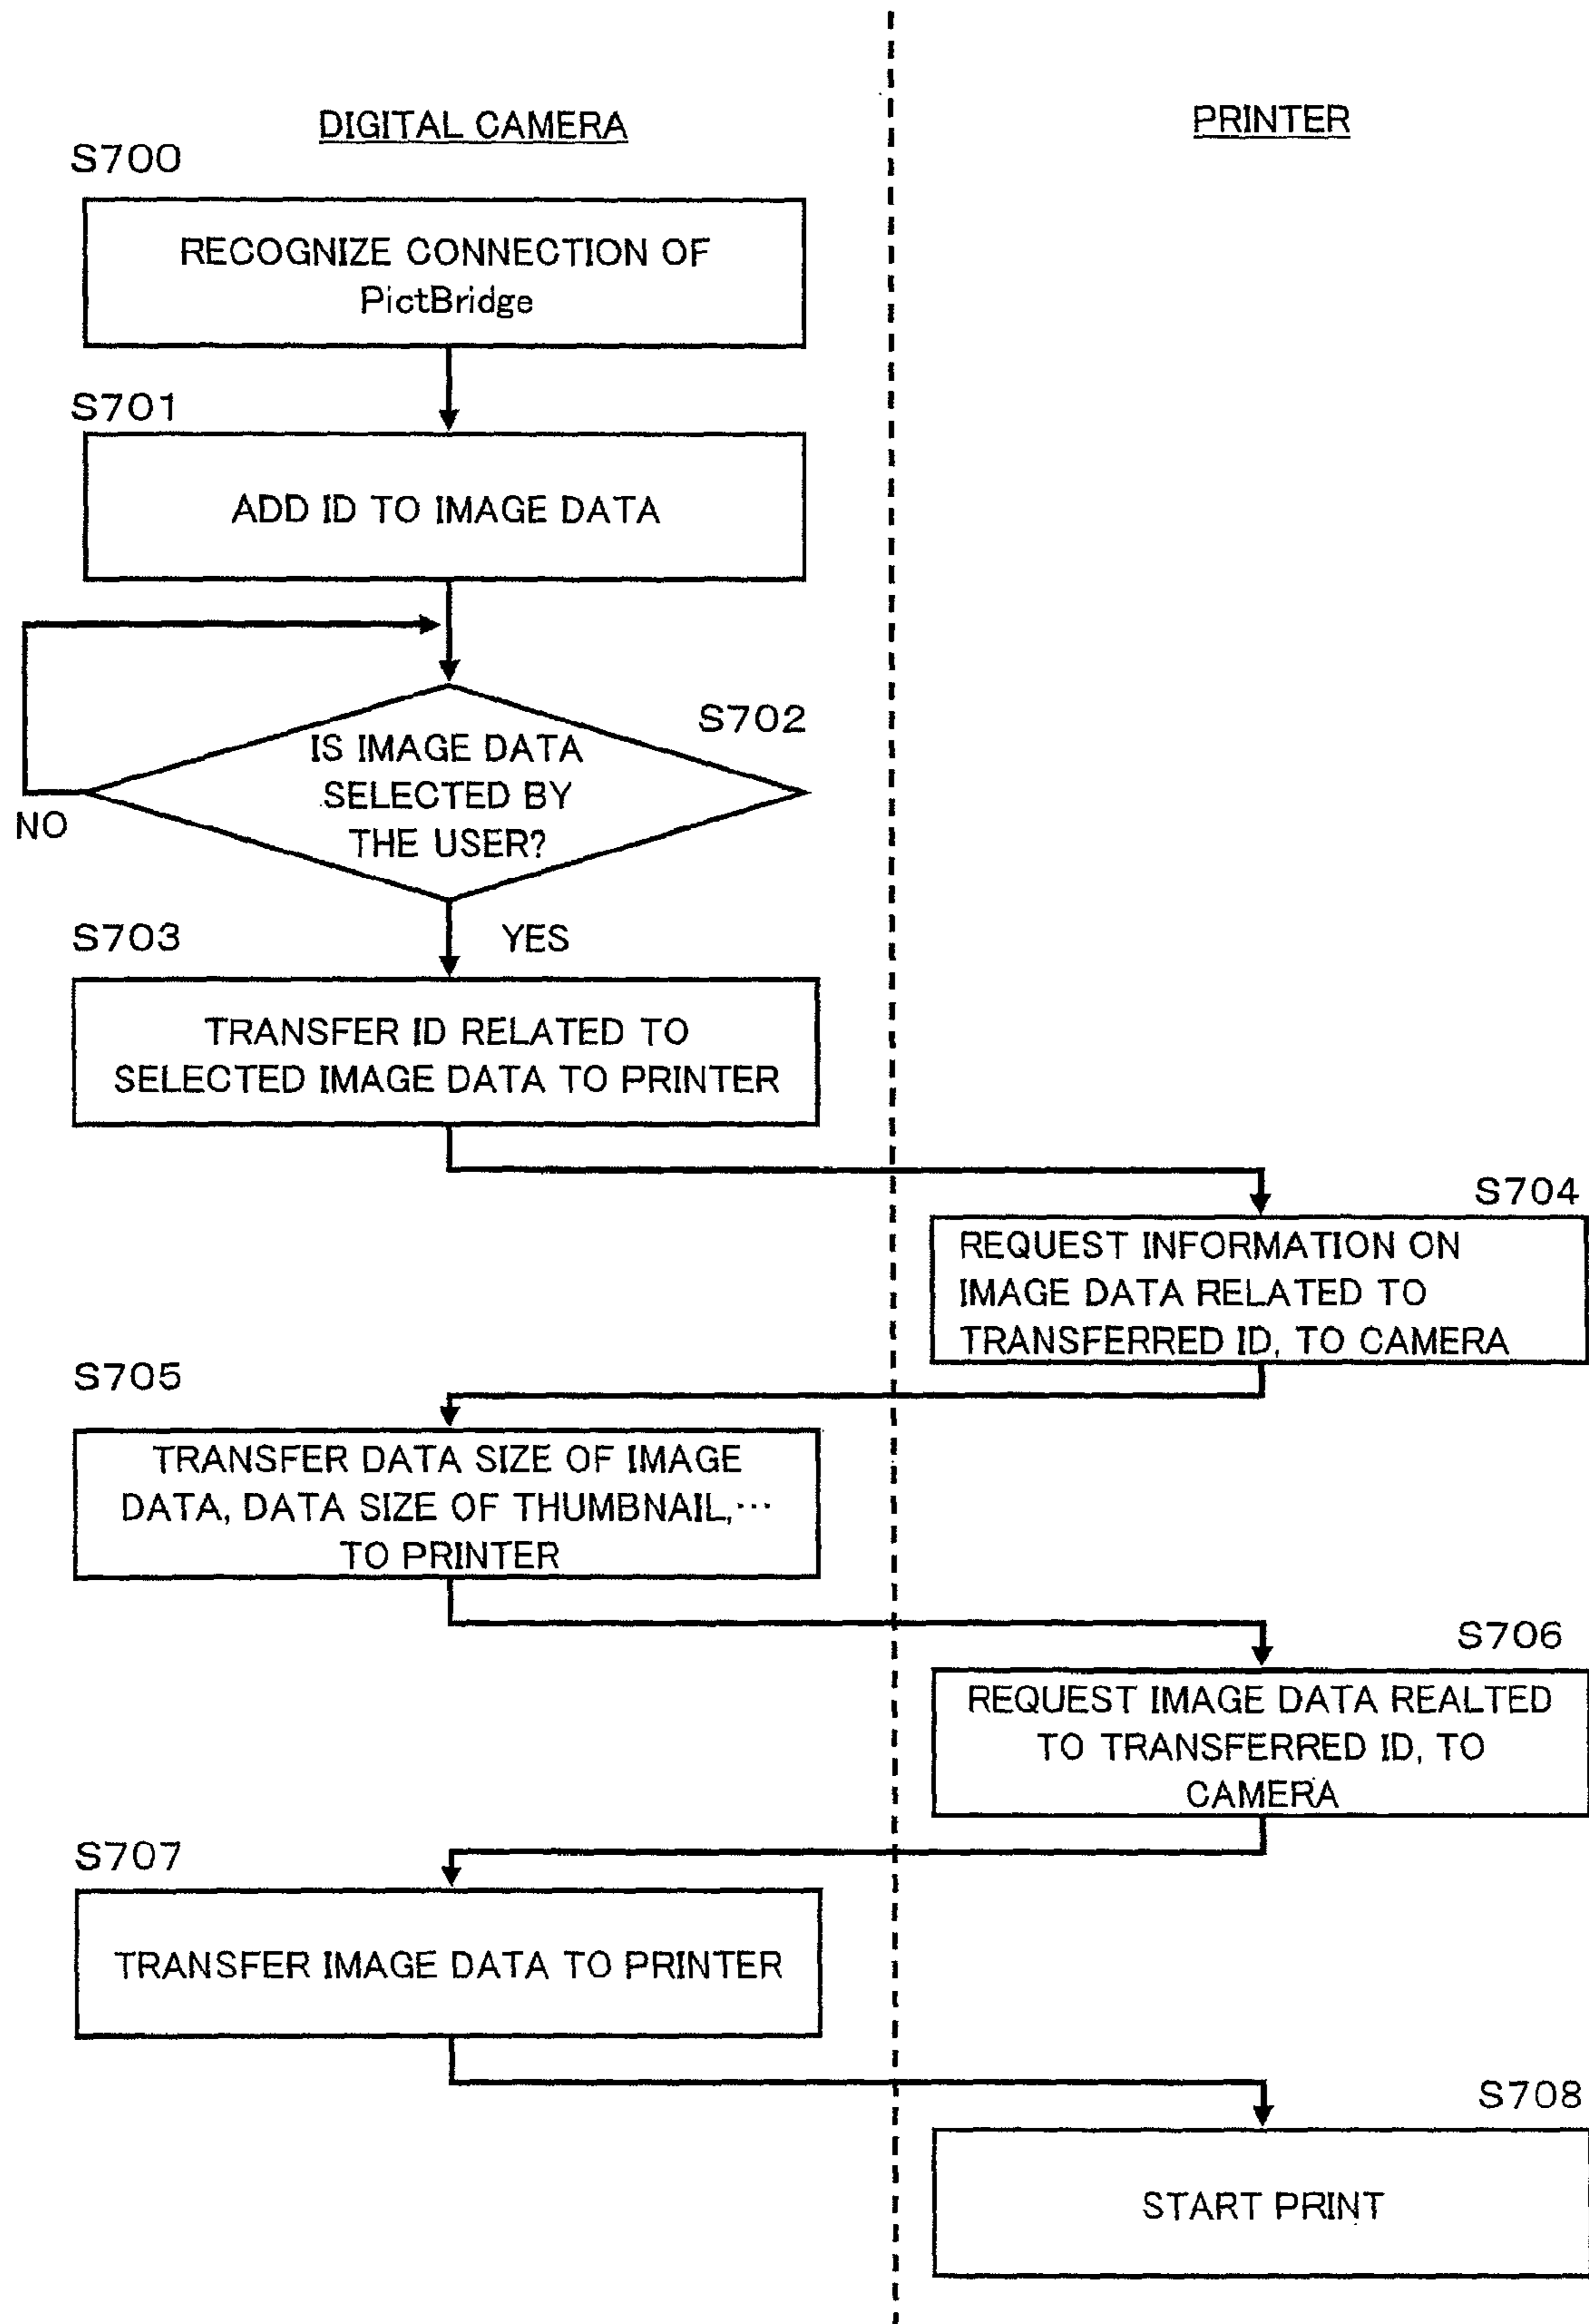 DIGITAL CAMERA
PRINTER
S700
RECOGNIZE CONNECTION OF
PictBridge
S701
ADD ID TO IMAGE DATA
S702
IS IMAGE DATA
SELECTED BY
THE USER?
NO
YES
S703
TRANSFER ID RELATED TO
SELECTED IMAGE DATA TO PRINTER
S704
REQUEST INFORMATION ON
IMAGE DATA RELATED TO
TRANSFERRED ID, TO CAMERA
S705
TRANSFER DATA SIZE OF IMAGE
DATA, DATA SIZE OF THUMBNAIL,···
TO PRINTER
S706
REQUEST IMAGE DATA REALTED
TO TRANSFERRED ID, TO
CAMERA
S707
TRANSFER IMAGE DATA TO PRINTER
S708
START PRINT